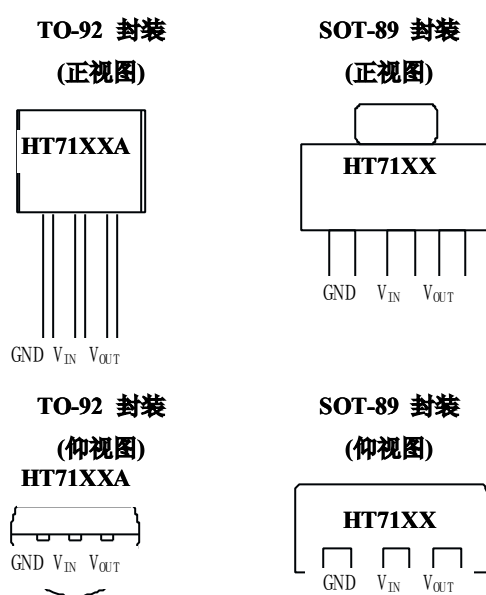 TO-92 封装
(正视图)
HT71XXA
GND VIN VOUT
SOT-89 封装
(正视图)
HT71XX
GND VIN VOUT
TO-92 封装
(仰视图)
HT71XXA
GND VIN VOUT
SOT-89 封装
(仰视图)
HT71XX
GND VIN VOUT